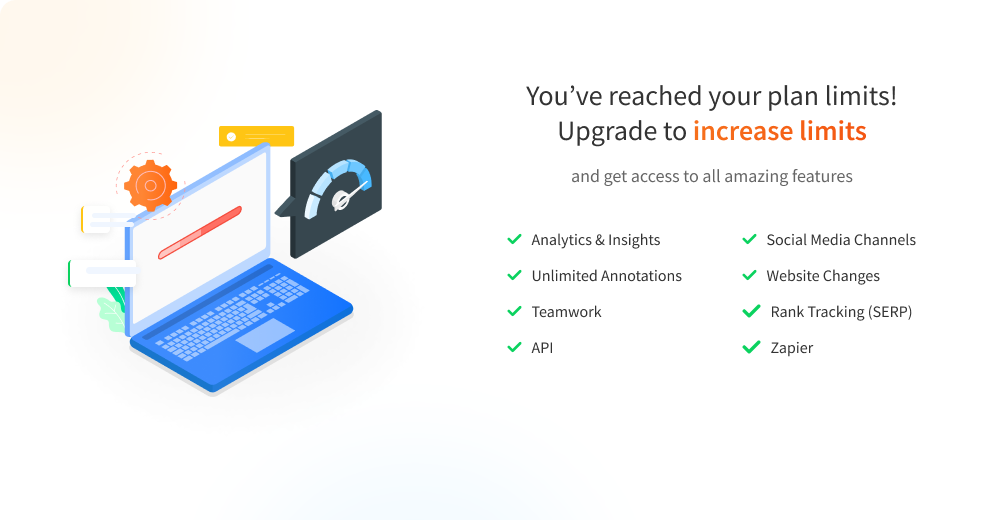 You’ve reached your plan limits!
Upgrade to increase limits
and get access to all amazing features
Analytics & Insights
Unlimited Annotations
Teamwork
API
Social Media Channels
Website Changes
Rank Tracking (SERP)
Zapier